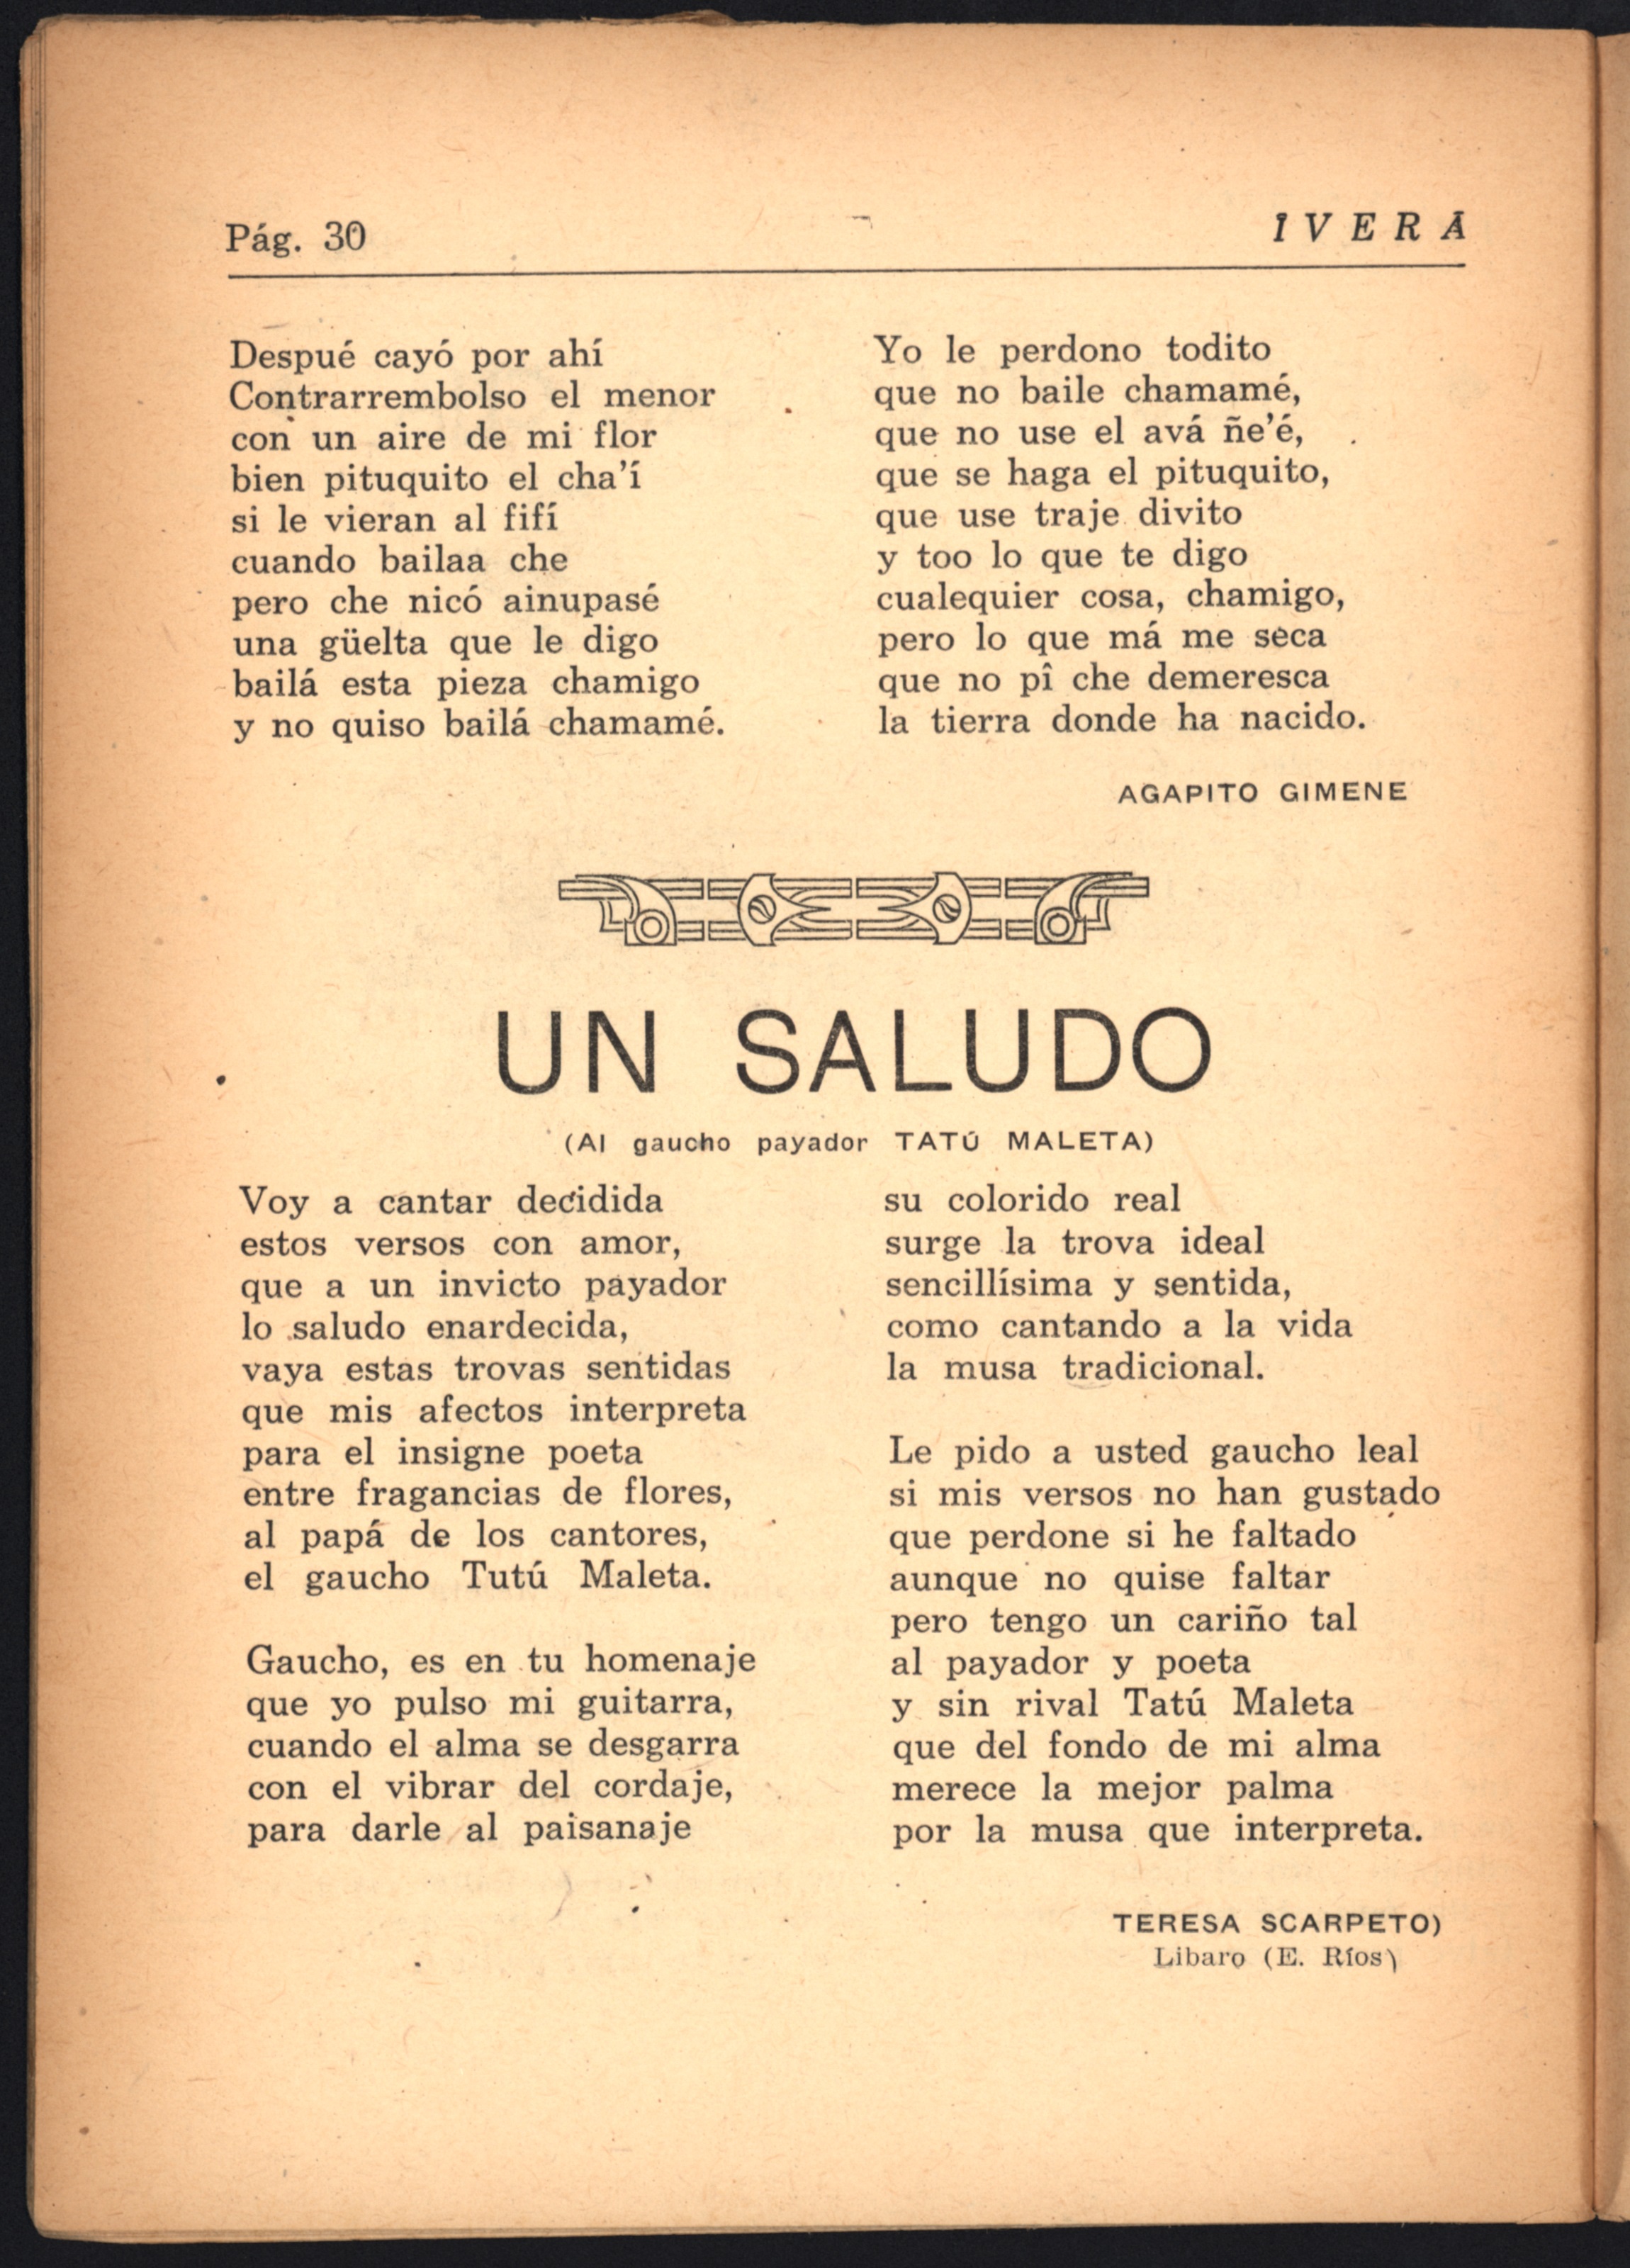 Pág. 30
ÎVERÁ
Despué cayó por ahí
Contrarrembolso el menor
con un aire de mi flor
bien pituquito el cha’í
si le vieran al fifí
cuando bailaa che
pero che nicó ainupasé
una güelta que le digo
bailá esta pieza chamigo
y no quiso bailá chamamé.
Yo le perdono todito
que no baile chamamé,
que no use el avá ñe’é,
que se haga el pituquito,
que use traje divito
y too lo que te digo
cualequier cosa, chamigo,
pero lo que má me seca
que no pî che demeresca
la tierra donde ha nacido.
AGAPITO GIMENE
UN SALUDO
(Al gaucho payador TATÚ MALETA)
Voy a cantar decidida
estos versos con amor,
que a un invicto payador
lo saludo enardecida,
vaya estas trovas sentidas
que mis afectos interpreta
para el insigne poeta
entre fragancias de flores,
al papá de los cantores,
el gaucho Tutú Maleta.
Gaucho, es en tu homenaje
que yo pulso mi guitarra,
cuando el alma se desgarra
con el vibrar del cordaje,
para darle al paisanaje
su colorido real
surge la trova ideal
sencillísima y sentida,
como cantando a la vida
la musa tradicional.
Le pido a usted gaucho leal
si mis versos no han gustado
que perdone si he faltado
aunque no quise faltar
pero tengo un cariño tal
al payador y poeta
y sin rival Tatú Maleta
que del fondo de mi alma
merece la mejor palma
por la musa que interpreta.
TERESA SCARPETO)
Libaro (E. Ríos)